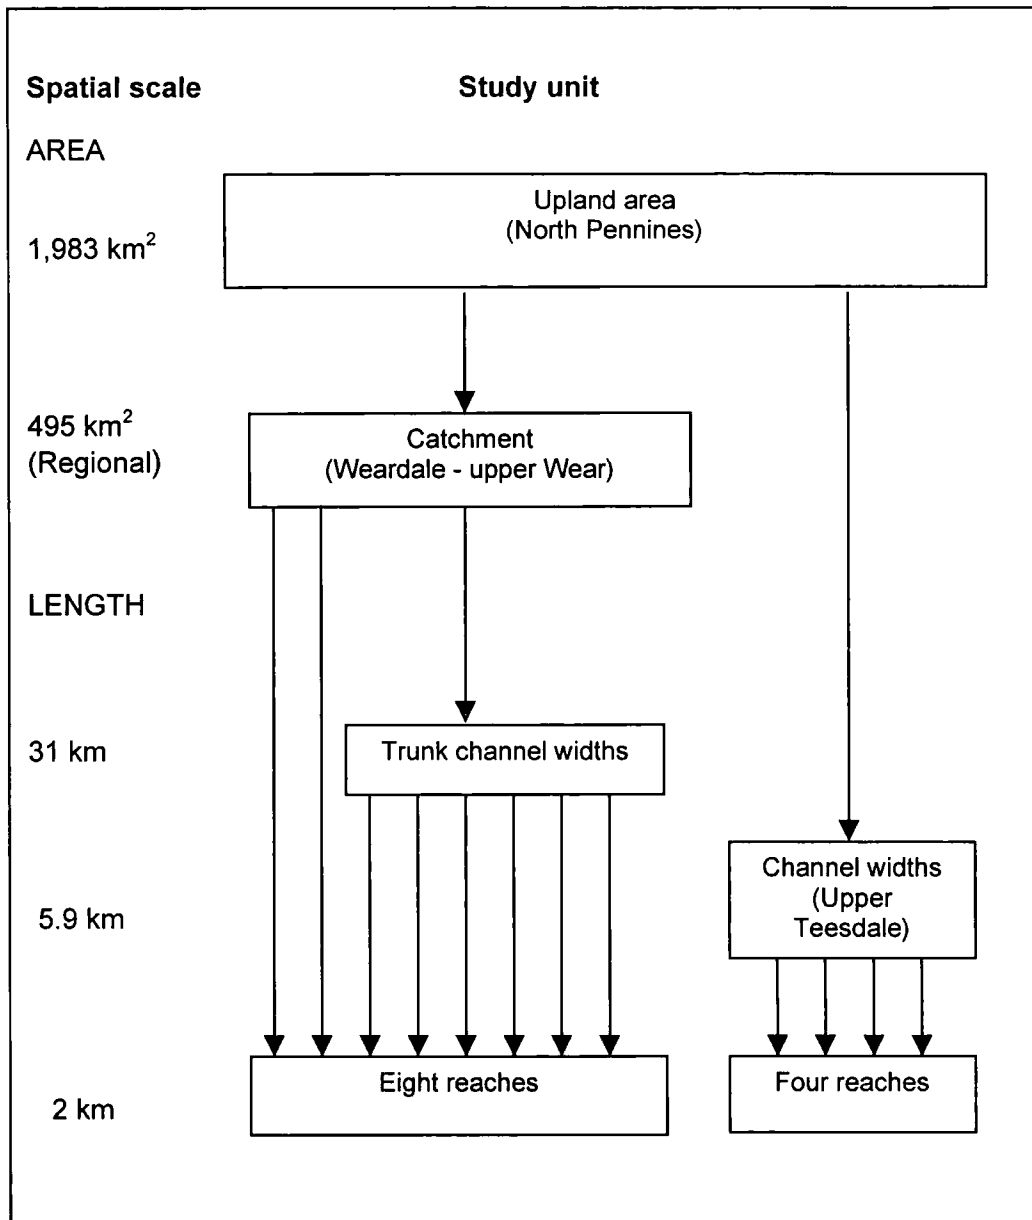 Spatial scale
Study unit
AREA
Upland area
(North Pennines)
1,983 km²
495 km²
(Regional)
Catchment
(Weardale - upper Wear)
LENGTH
31 km
Trunk channel widths
5.9 km
Channel widths
(Upper
Teesdale)
2 km
Eight reaches
Four reaches